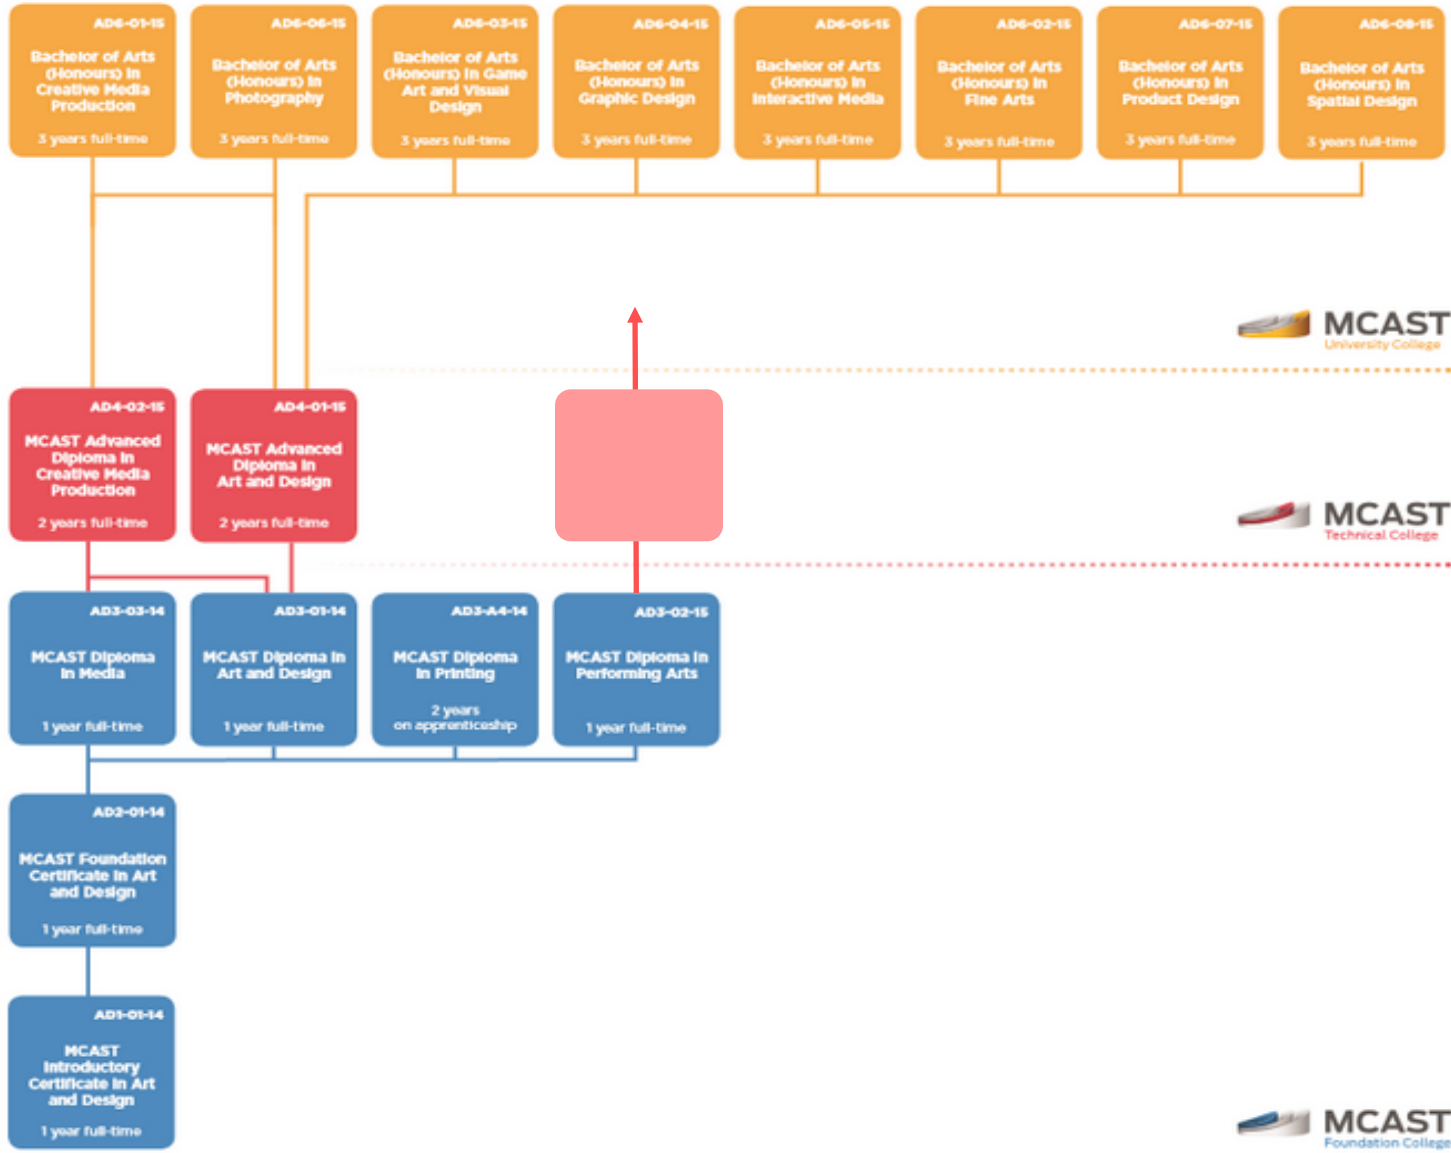 AD6-01-15
Bachelor of Arts
(Honours) in
Creative Media
Production
3 years full-time
AD6-06-15
Bachelor of Arts
(Honours) in
Photography
3 years full-time
AD6-03-15
Bachelor of Arts
(Honours) in Game
Art and Visual
Design
3 years full-time
AD6-04-15
Bachelor of Arts
(Honours) in
Graphic Design
3 years full-time
AD6-05-15
Bachelor of Arts
(Honours) in
Interactive Media
3 years full-time
AD6-02-15
Bachelor of Arts
(Honours) in
Fine Arts
3 years full-time
AD6-07-15
Bachelor of Arts
(Honours) in
Product Design
3 years full-time
AD6-08-15
Bachelor of Arts
(Honours) in
Spatial Design
3 years full-time
MCAST
University College
AD4-02-15
MCAST Advanced
Diploma in
Creative Media
Production
2 years full-time
AD4-01-15
MCAST Advanced
Diploma in
Art and Design
2 years full-time
MCAST
Technical College
AD3-03-14
MCAST Diploma
in Media
1 year full-time
AD3-01-14
MCAST Diploma in
Art and Design
1 year full-time
AD3-A4-14
MCAST Diploma
in Printing
2 years
on apprenticeship
AD3-02-15
MCAST Diploma in
Performing Arts
1 year full-time
AD2-01-14
MCAST Foundation
Certificate in Art
and Design
1 year full-time
AD1-01-14
MCAST
Introductory
Certificate in Art
and Design
1 year full-time
MCAST
Foundation College